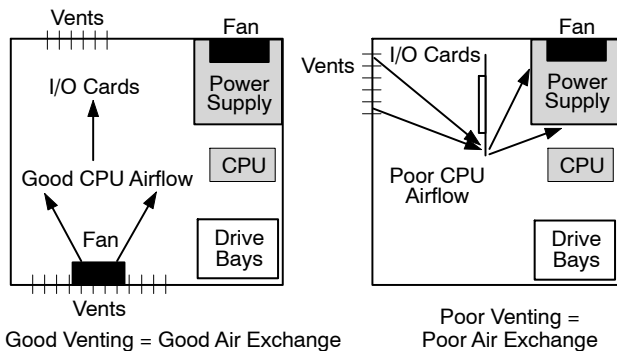 Vents
Fan
I/O Cards
Power
Supply
CPU
Good CPU Airflow
Fan
Drive
Bays
Vents
Good Venting = Good Air Exchange
Fan
Vents
I/O Cards
Power
Supply
CPU
Poor CPU
Airflow
Drive
Bays
Poor Venting =
Poor Air Exchange